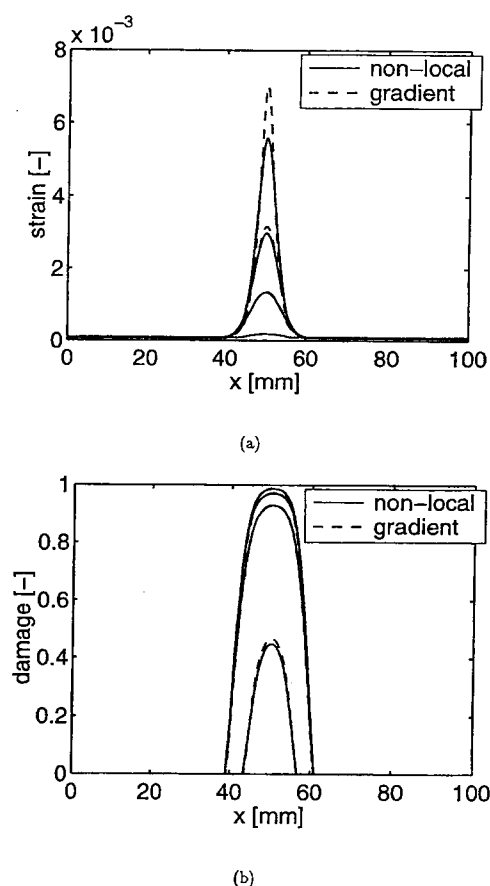 x 10−3
8
6
4
2
0
strain [−]
non−local
gradient
0 20 40 60 80 100
x [mm]
(a)
1
0.8
0.6
0.4
0.2
0
damage [−]
non−local
gradient
0 20 40 60 80 100
x [mm]
(b)